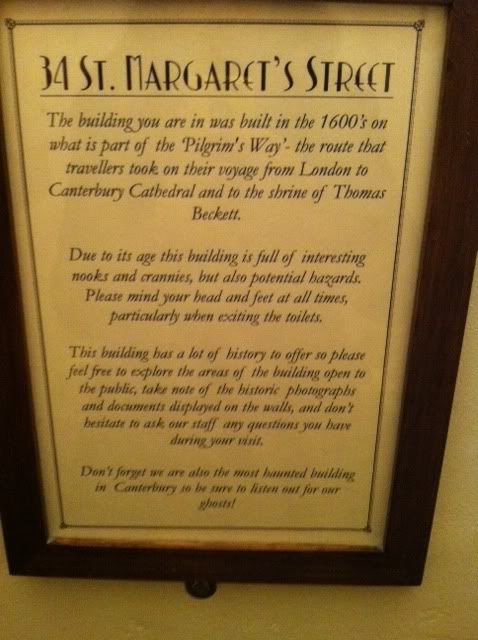 34 ST. MARGARET'S STREET
The building you are in was built in the 1600's on
what is part of the 'Pilgrim's Way'- the route that
travellers took on their voyage from London to
Canterbury Cathedral and to the shrine of Thomas
Beckett.
Due to its age this building is full of interesting
nooks and crannies, but also potential hazards.
Please mind your head and feet at all times,
particularly when exiting the toilets.
This building has a lot of history to offer so please
feel free to explore the areas of the building open to
the public, take note of the historic photographs
and documents displayed on the walls, and don't
hesitate to ask our staff any questions you have
during your visit.
Don't forget we are also the most haunted building
in Canterbury so be sure to listen out for our
ghosts!